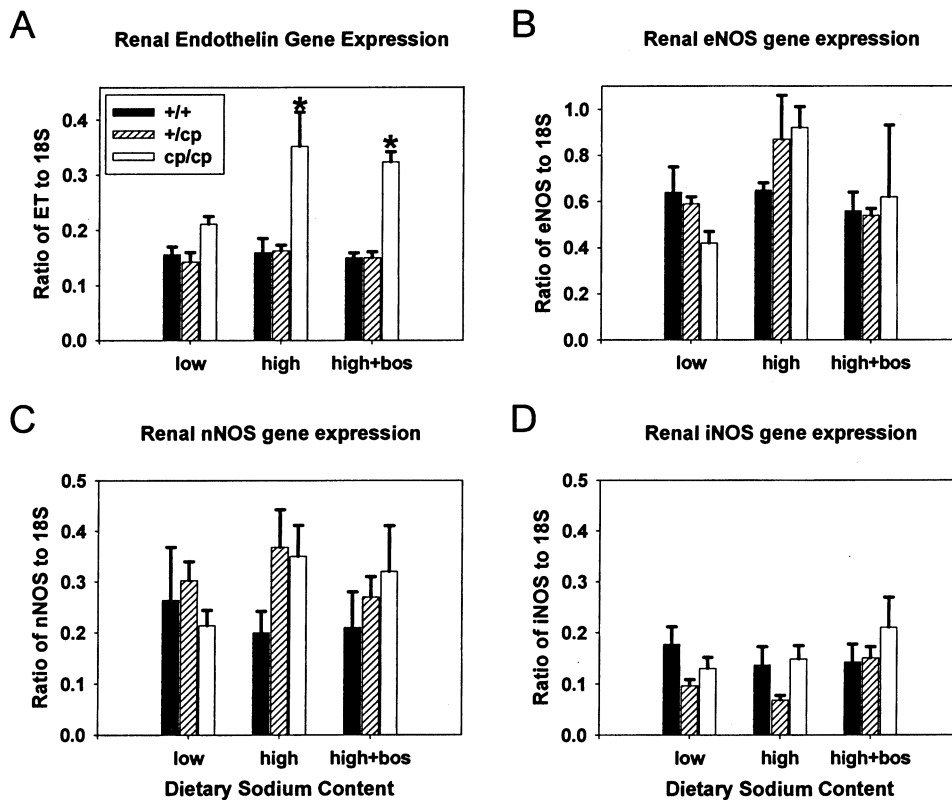 A
Renal Endothelin Gene Expression
Ratio of ET to 18S
0.4
0.3
0.2
0.1
0.0
+/+
+/cp
cp/cp
*
*
low high high+bos
B
Renal eNOS gene expression
Ratio of eNOS to 18S
1.0
0.8
0.6
0.4
0.2
0.0
low high high+bos
C
Renal nNOS gene expression
Ratio of nNOS to 18S
0.5
0.4
0.3
0.2
0.1
0.0
low high high+bos
Dietary Sodium Content
D
Renal iNOS gene expression
Ratio of iNOS to 18S
0.5
0.4
0.3
0.2
0.1
0.0
low high high+bos
Dietary Sodium Content